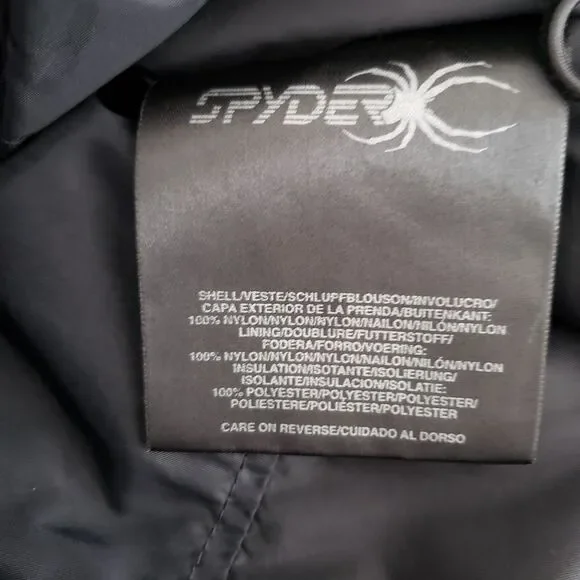 SPYDER
SHELL/VESTE/SCHLUPFBLOUSON/INVOLUCRO/
CAPA EXTERIOR DE LA PRENDA/BUITENKANT:
100% NYLON/NYLON/NYLON/NAILON/NILÓN/NYLON
LINING/DOUBLURE/FUTTERSTOFF/
FODERA/FORRO/VOERING:
100% NYLON/NYLON/NYLON/NAILON/NILÓN/NYLON
INSULATION/ISOTANTE/ISOLIERUNG/
ISOLANTE/INSULACION/ISOLATIE:
100% POLYESTER/POLYESTER/POLYESTER/
POLIESTERE/POLIÉSTER/POLYESTER
CARE ON REVERSE/CUIDADO AL DORSO